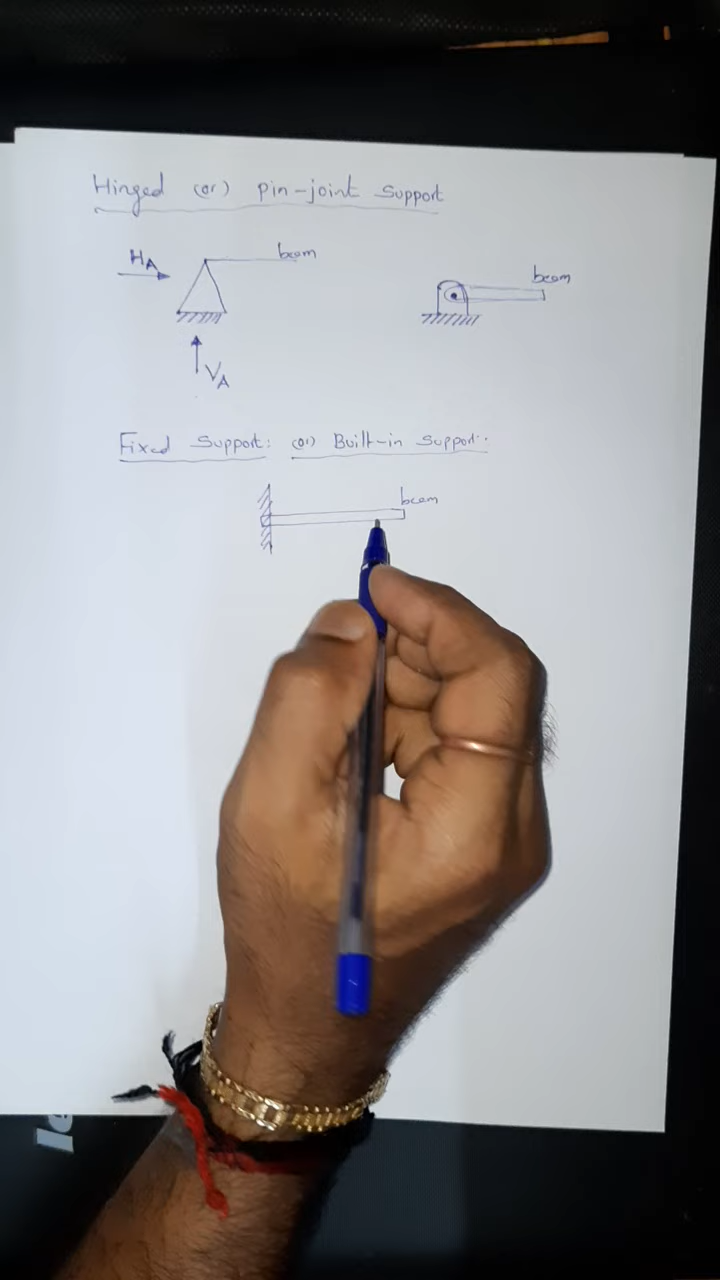 Hinged (or) pin-joint Support
HA
beam
beam
VA
Fixed Support: (or) Built-in Support:
beam